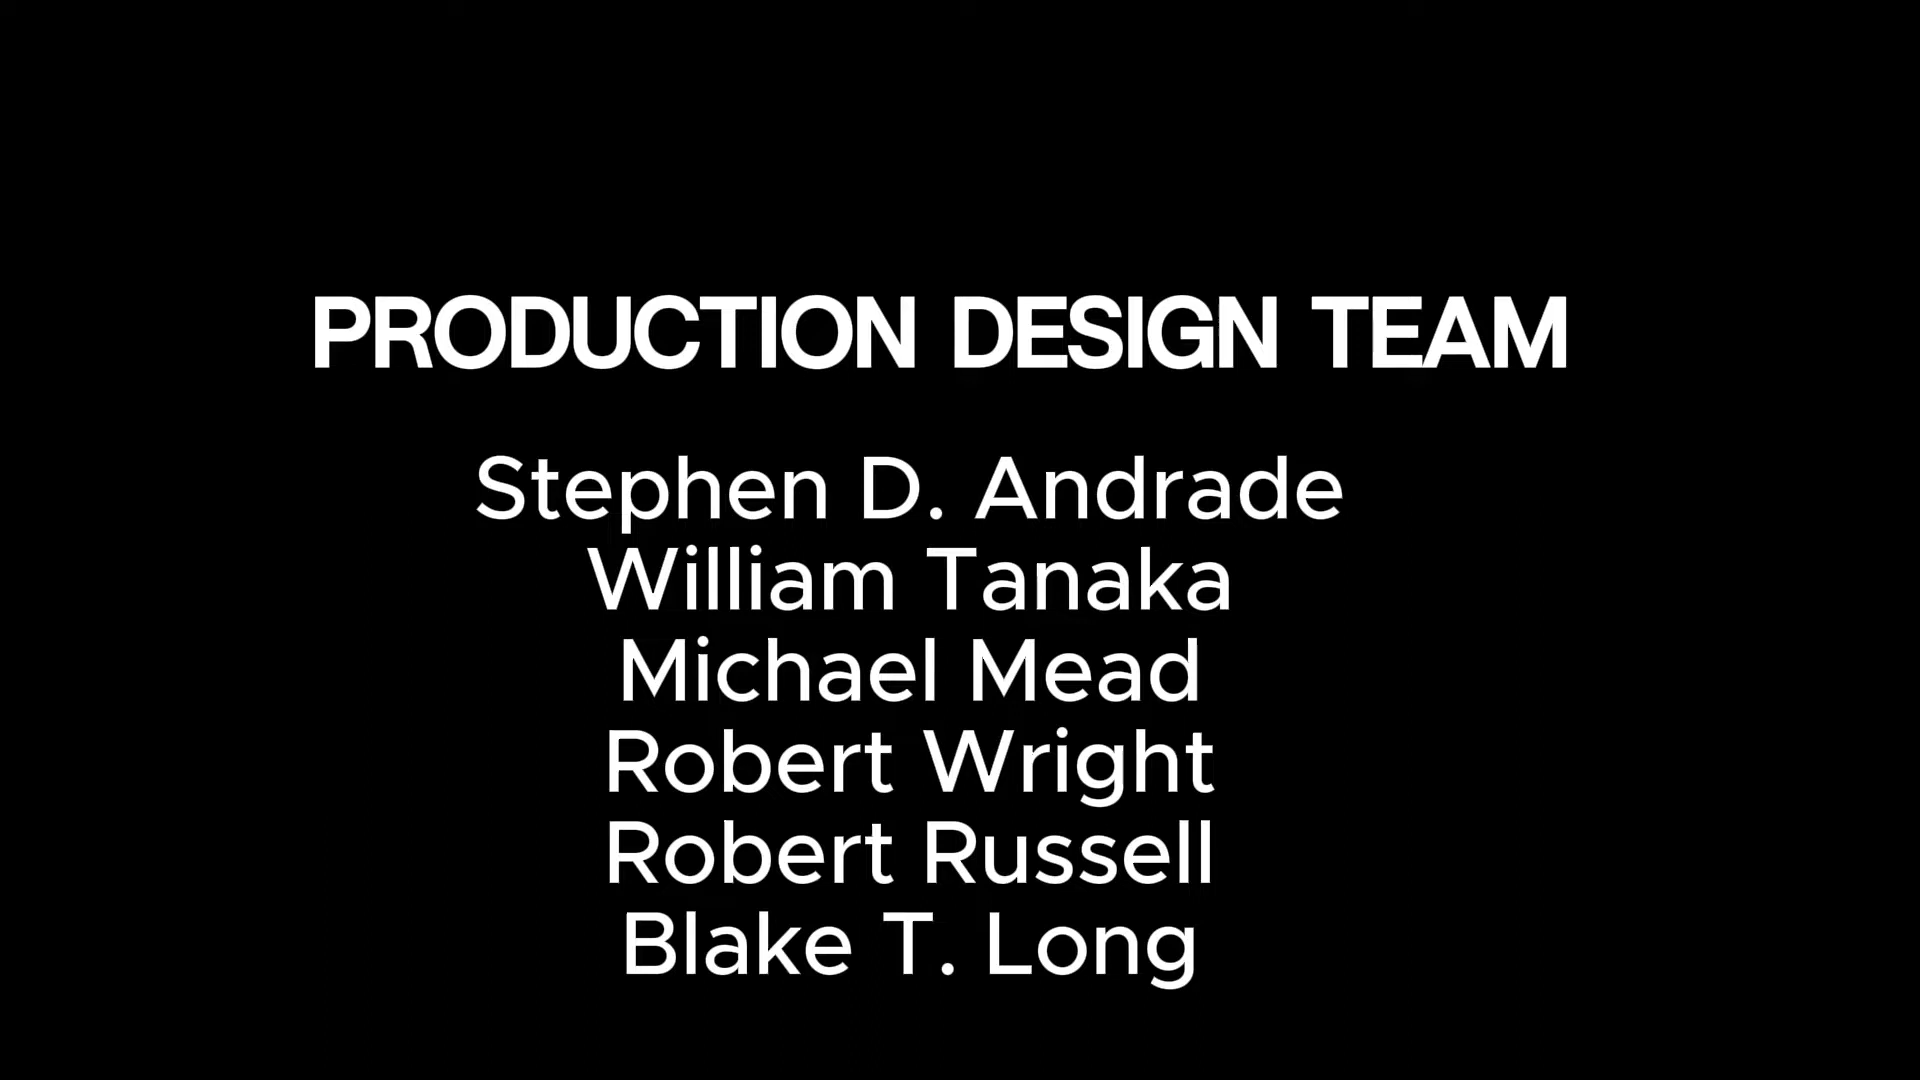 PRODUCTION DESIGN TEAM
Stephen D. Andrade
William Tanaka
Michael Mead
Robert Wright
Robert Russell
Blake T. Long